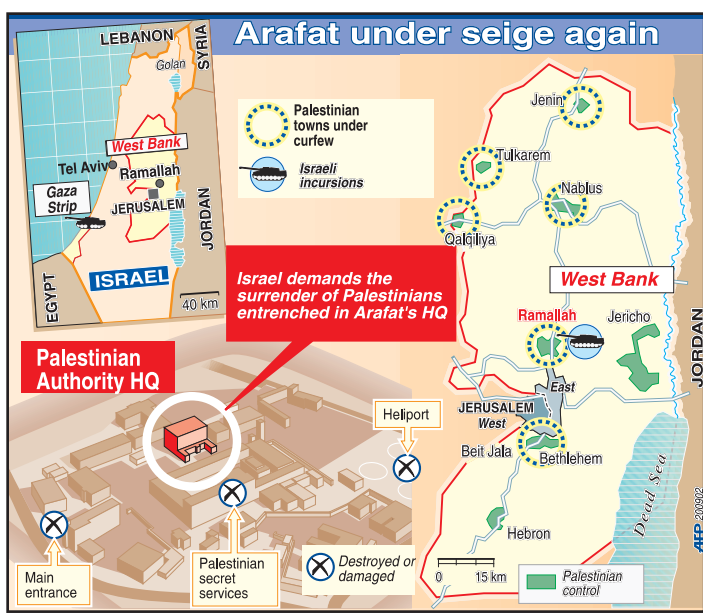 Arafat under seige again
LEBANON
SYRIA
Golan
West Bank
Tel Aviv
Ramallah
Gaza
Strip
JERUSALEM
JORDAN
ISRAEL
EGYPT
40 km
Palestinian
towns under
curfew
Israeli
incursions
Israel demands the
surrender of Palestinians
entrenched in Arafat's HQ
Palestinian
Authority HQ
Heliport
Main
entrance
Palestinian
secret
services
Destroyed or
damaged
Jenin
Tulkarem
Nablus
Qalqiliya
West Bank
Ramallah
Jericho
JORDAN
East
JERUSALEM
West
Beit Jala
Bethlehem
Dead Sea
Hebron
0 15 km
Palestinian
control
AFP 200902